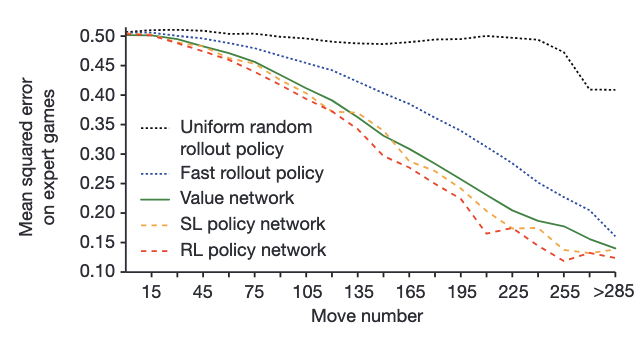 0.50
0.45
0.40
0.35
0.30
0.25
0.20
0.15
0.10
Mean squared error
on expert games
Uniform random
rollout policy
Fast rollout policy
Value network
SL policy network
RL policy network
15 45 75 105 135 165 195 225 255 >285
Move number